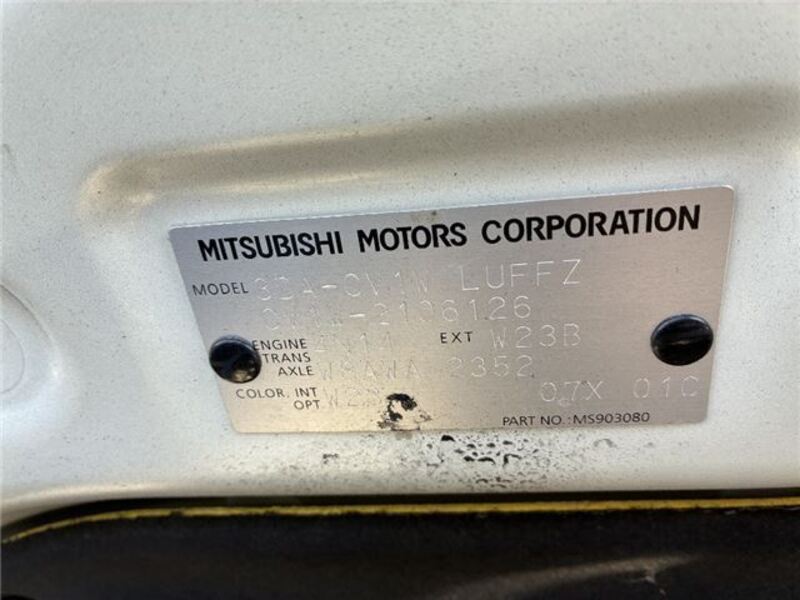 MITSUBISHI MOTORS CORPORATION
MODEL 3DA-CV1W LUFFZ
CV1W-2106126
ENGINE 4N14 EXT W23B
TRANS AXLE W8AWA 2352
COLOR. INT OPT 07X 01C
PART NO.:MS903080